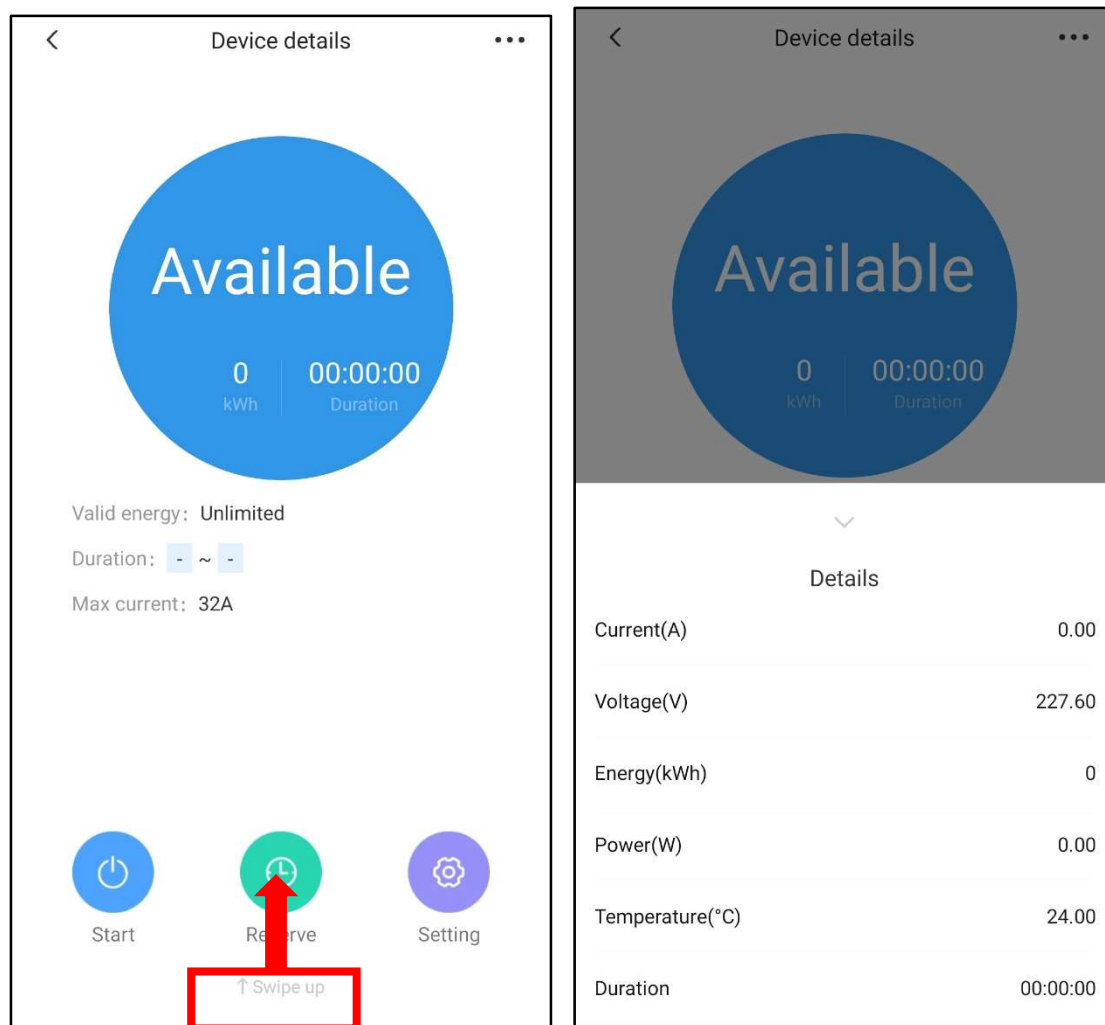 Device details
Available
0 00:00:00
kWh Duration
Valid energy: Unlimited
Duration: - ~ -
Max current: 32A
Start Setting
↑ Swipe up
Device details
Available
0 00:00:00
kWh Duration
Details
Current(A) 0.00
Voltage(V) 227.60
Energy(kWh) 0
Power(W) 0.00
Temperature(°C) 24.00
Duration 00:00:00